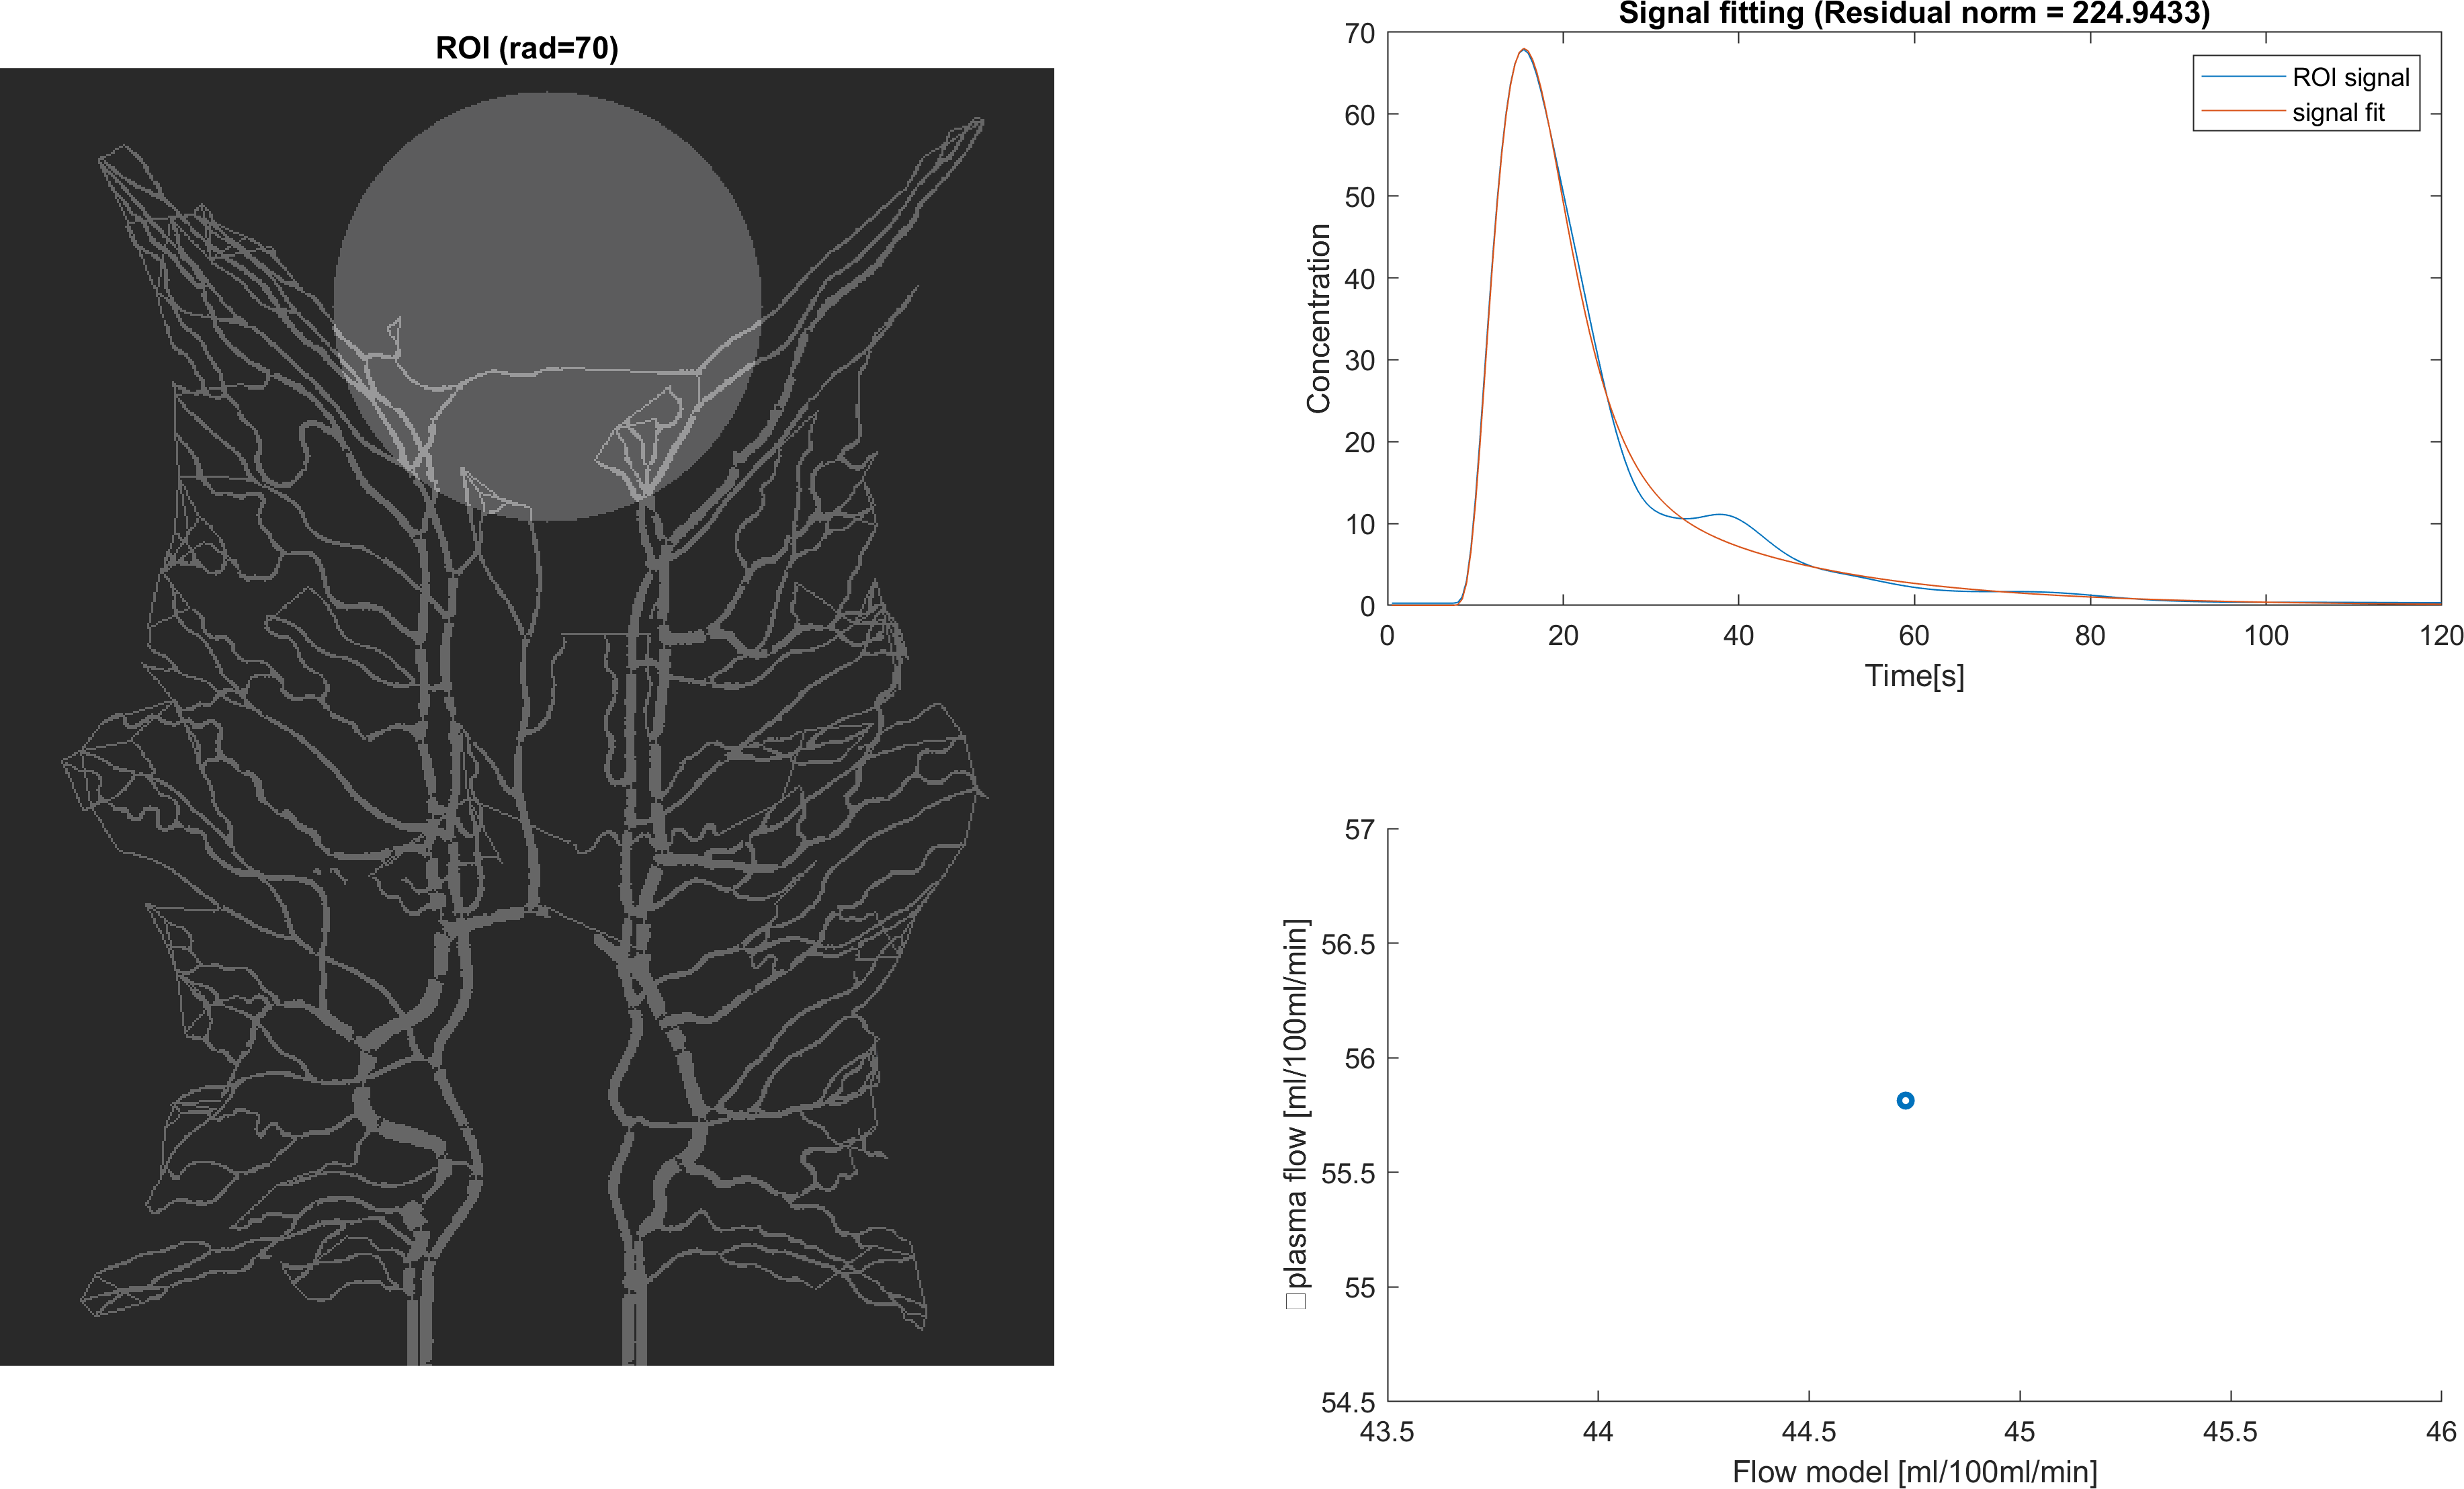 ROI (rad=70)
Signal fitting (Residual norm = 224.9433)
70
60
50
40
30
20
10
0
Concentration
ROI signal
signal fit
0 20 40 60 80 100 120
Time[s]
57
56.5
56
55.5
55
54.5
□ plasma flow [ml/100ml/min]
43.5 44 44.5 45 45.5 46
Flow model [ml/100ml/min]